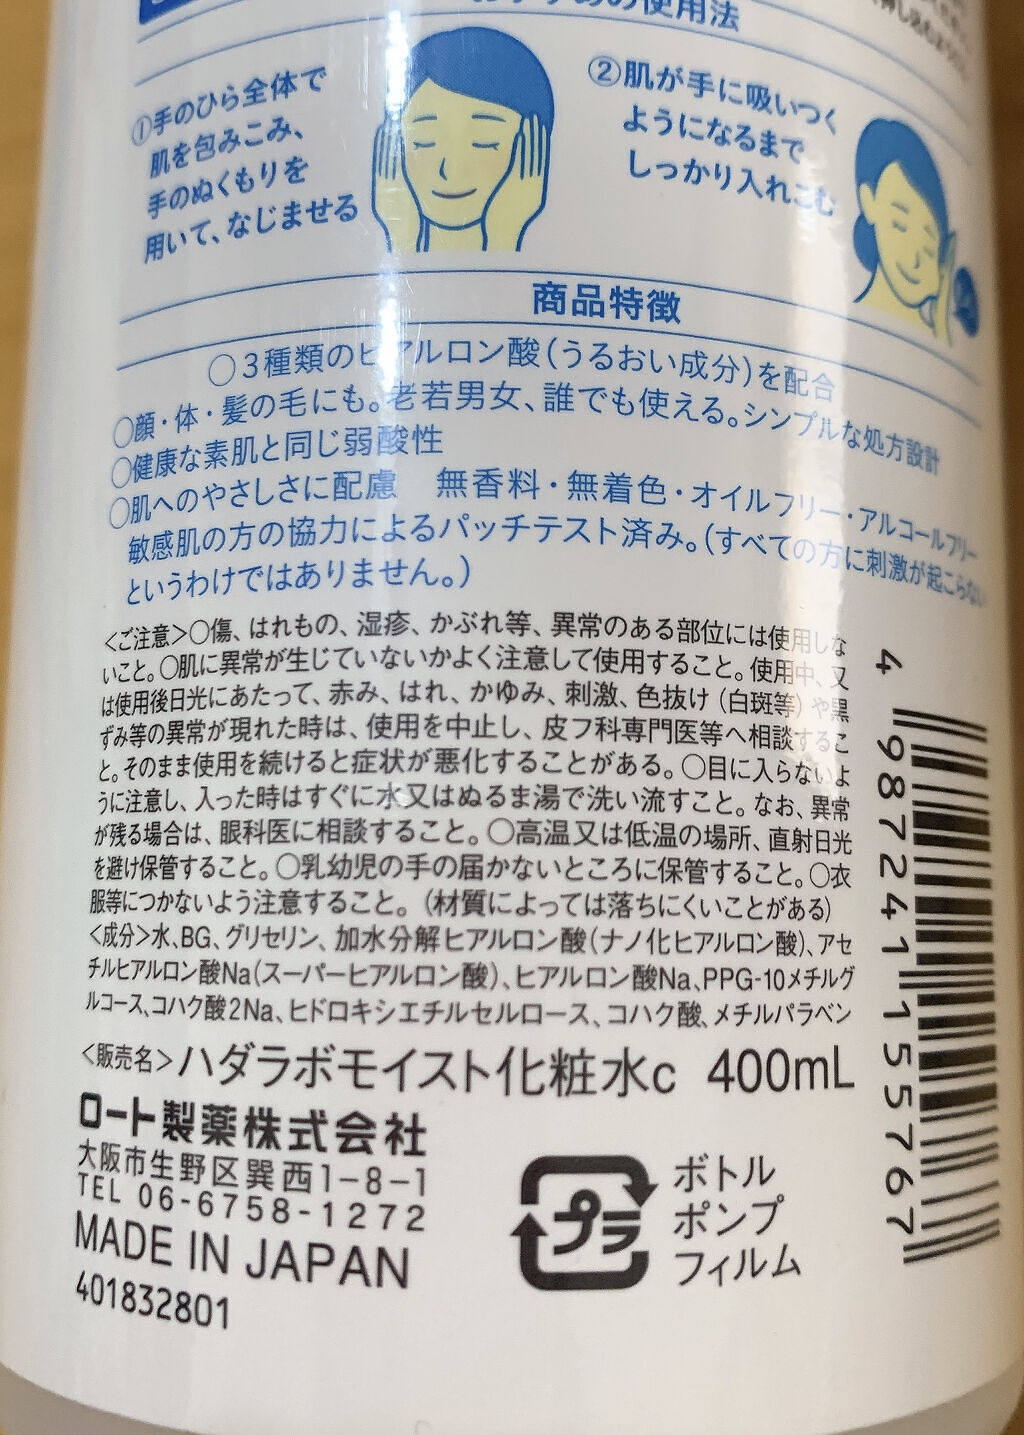 の使用法
①手のひら全体で
肌を包みこみ、
手のぬくもりを
用いて、なじませる
②肌が手に吸いつく
ようになるまで
しっかり入れこむ
商品特徴
○3種類のヒアルロン酸（うるおい成分）を配合
○顔・体・髪の毛にも。老若男女、誰でも使える。シンプルな処方設計
○健康な素肌と同じ弱酸性
○肌へのやさしさに配慮 無香料・無着色・オイルフリー・アルコールフリー
敏感肌の方の協力によるパッチテスト済み。（すべての方に刺激が起こらない
というわけではありません。）
<ご注意>○傷、はれもの、湿疹、かぶれ等、異常のある部位には使用しな
いこと。○肌に異常が生じていないかよく注意して使用すること。使用中、又
は使用後日光にあたって、赤み、はれ、かゆみ、刺激、色抜け（白斑等）や黒
ずみ等の異常が現れた時は、使用を中止し、皮フ科専門医等へ相談するこ
と。そのまま使用を続けると症状が悪化することがある。○目に入らないよ
うに注意し、入った時はすぐに水又はぬるま湯で洗い流すこと。なお、異常
が残る場合は、眼科医に相談すること。○高温又は低温の場所、直射日光
を避け保管すること。○乳幼児の手の届かないところに保管すること。○衣
服等につかないよう注意すること。（材質によっては落ちにくいことがある）
<成分>水、BG、グリセリン、加水分解ヒアルロン酸（ナノ化ヒアルロン酸）、アセ
チルヒアルロン酸Na（スーパーヒアルロン酸）、ヒアルロン酸Na、PPG-10メチルグ
ルコース、コハク酸2Na、ヒドロキシエチルセルロース、コハク酸、メチルパラベン
<販売名>ハダラボモイスト化粧水c 400mL
ロート製薬株式会社
大阪市生野区巽西1-8-1
TEL 06-6758-1272
MADE IN JAPAN
401832801
プラ
ボトル
ポンプ
フィルム
4 987241 155767